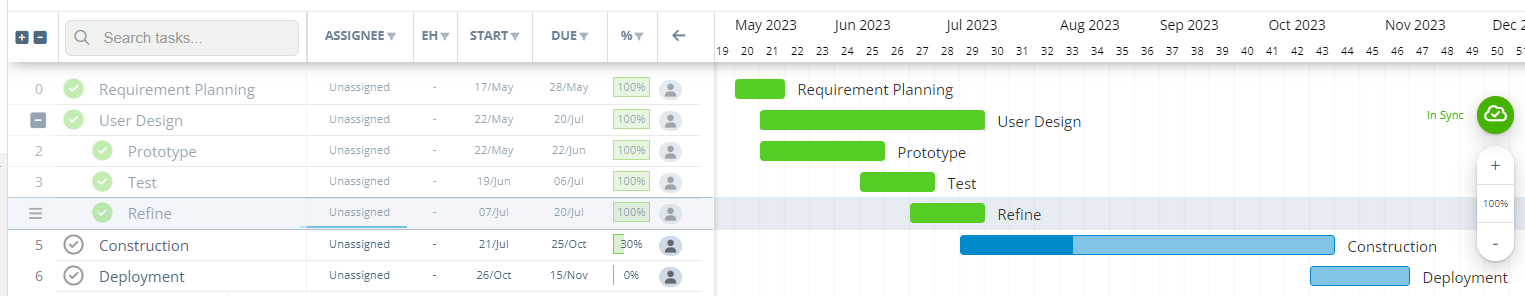 May 2023 Jun 2023 Jul 2023 Aug 2023 Sep 2023 Oct 2023 Nov 2023 Dec 2
Search tasks... ASSIGNEE EH START DUE %
19 20 21 22 23 24 25 26 27 28 29 30 31 32 33 34 35 36 37 38 39 40 41 42 43 44 45 46 47 48 49 50 51
0 Requirement Planning Unassigned - 17/May 28/May 100% Requirement Planning
User Design Unassigned - 22/May 20/Jul 100% User Design In Sync
2 Prototype Unassigned - 22/May 22/Jun 100% Prototype
+
3 Test Unassigned - 19/Jun 06/Jul 100% Test
100%
Refine Unassigned - 07/Jul 20/Jul 100% Refine
-
5 Construction Unassigned - 21/Jul 25/Oct 30% Construction
6 Deployment Unassigned - 26/Oct 15/Nov 0% Deployment